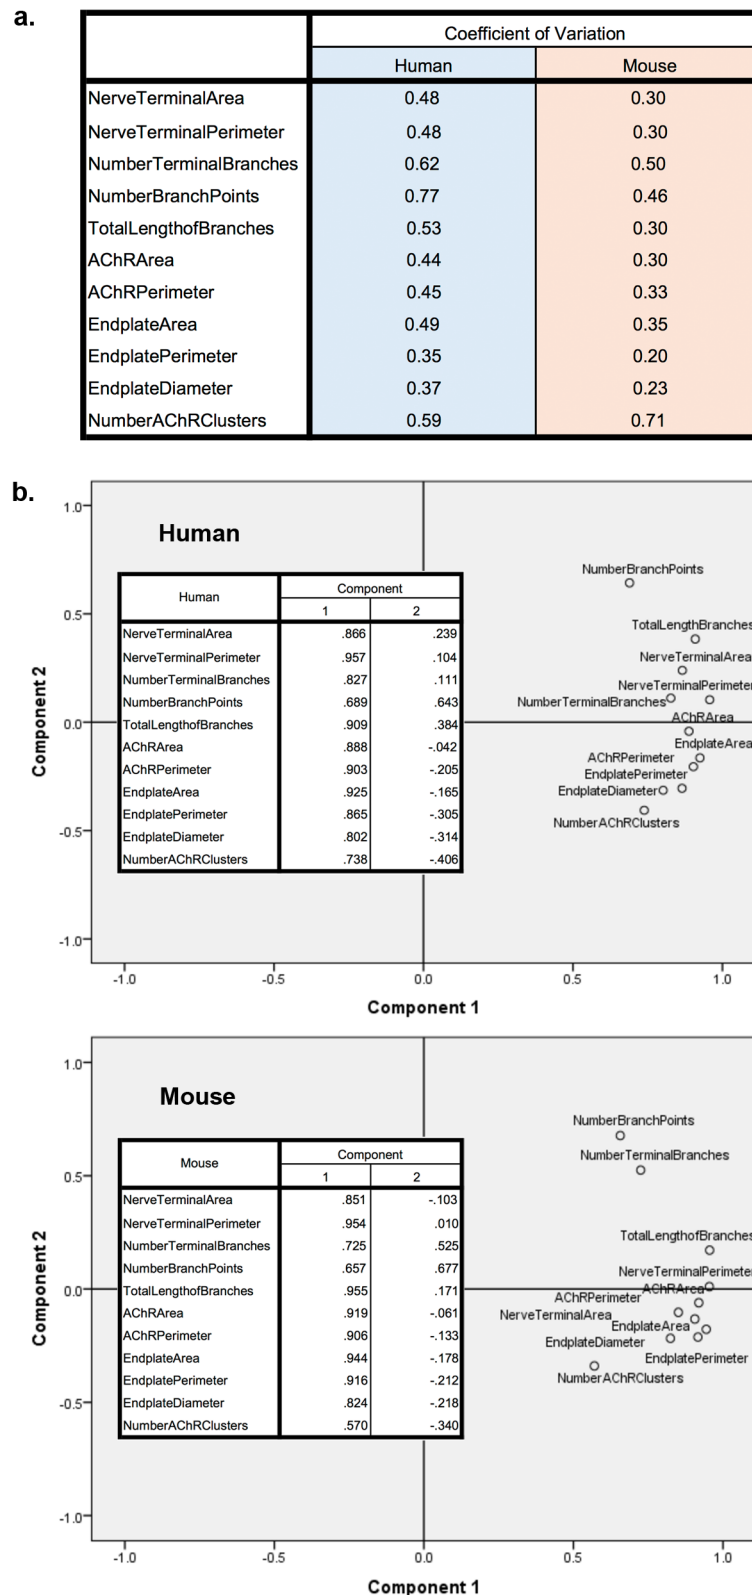 a.
Coefficient of Variation
Human Mouse
NerveTerminalArea 0.48 0.30
NerveTerminalPerimeter 0.48 0.30
NumberTerminalBranches 0.62 0.50
NumberBranchPoints 0.77 0.46
TotalLengthofBranches 0.53 0.30
AChRArea 0.44 0.30
AChRPerimeter 0.45 0.33
EndplateArea 0.49 0.35
EndplatePerimeter 0.35 0.20
EndplateDiameter 0.37 0.23
NumberAChRClusters 0.59 0.71
b.
Human
Component 2
1.0
0.5
0.0
-0.5
-1.0
Human Component
1 2
NerveTerminalArea .866 .239
NerveTerminalPerimeter .957 .104
NumberTerminalBranches .827 .111
NumberBranchPoints .689 .643
TotalLengthofBranches .909 .384
AChRArea .888 -.042
AChRPerimeter .903 -.205
EndplateArea .925 -.165
EndplatePerimeter .865 -.305
EndplateDiameter .802 -.314
NumberAChRClusters .738 -.406
NumberBranchPoints
TotalLengthBranches
NerveTerminalArea
NerveTerminalPerimeter
NumberTerminalBranches
AChRArea
EndplateArea
AChRPerimeter
EndplatePerimeter
EndplateDiameter
NumberAChRClusters
-1.0 -0.5 0.0 0.5 1.0
Component 1
Mouse
Component 2
1.0
0.5
0.0
-0.5
-1.0
Mouse Component
1 2
NerveTerminalArea .851 -.103
NerveTerminalPerimeter .954 .010
NumberTerminalBranches .725 .525
NumberBranchPoints .657 .677
TotalLengthofBranches .955 .171
AChRArea .919 -.061
AChRPerimeter .906 -.133
EndplateArea .944 -.178
EndplatePerimeter .916 -.212
EndplateDiameter .824 -.218
NumberAChRClusters .570 -.340
NumberBranchPoints
NumberTerminalBranches
TotalLengthofBranches
NerveTerminalPerimeter
AChRArea
AChRPerimeter
NerveTerminalArea
EndplateArea
EndplateDiameter
EndplatePerimeter
NumberAChRClusters
-1.0 -0.5 0.0 0.5 1.0
Component 1